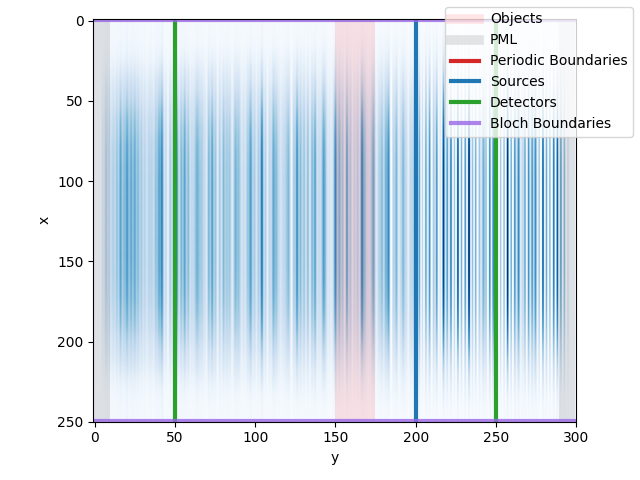 Objects
PML
Periodic Boundaries
Sources
Detectors
Bloch Boundaries
0
50
100
150
200
250
x
0
50
100
150
200
250
300
y